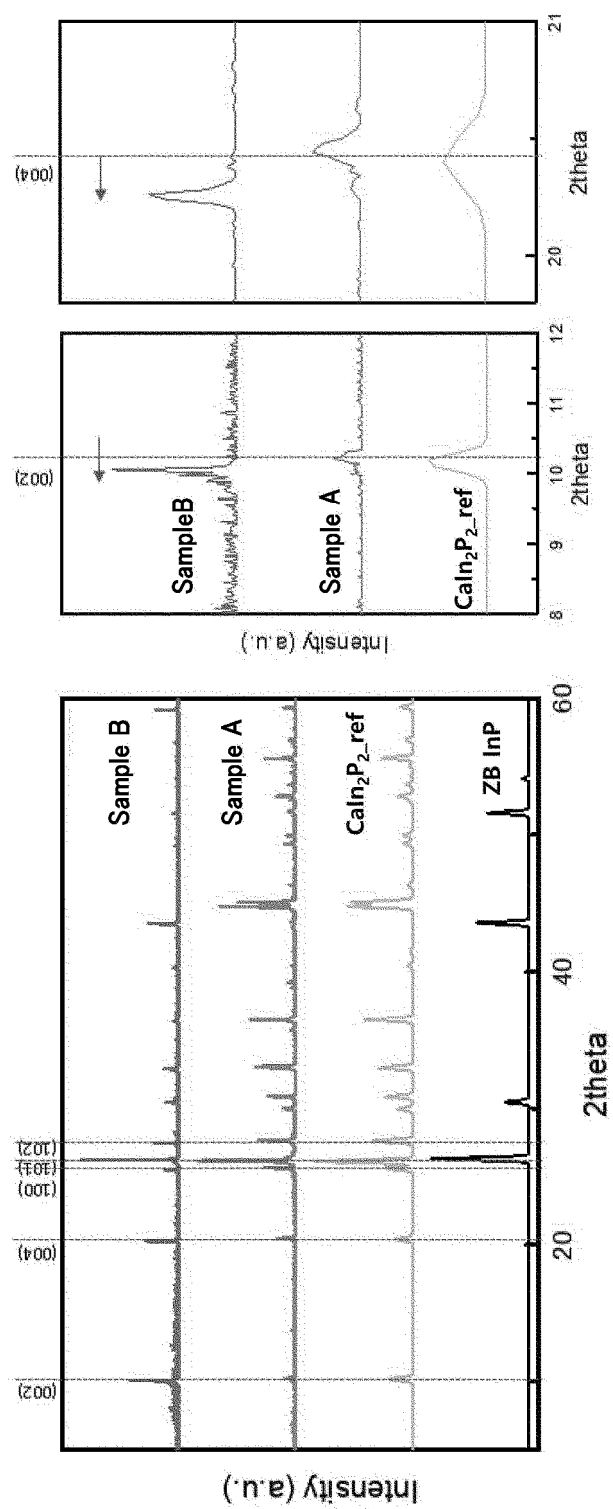 (002)
(004)
(100)
(101)
(102)
Sample B
Sample A
CaIn₂P₂_ref
ZB InP
Intensity (a.u.)
20
40
60
2theta
(002)
SampleB
Sample A
CaIn₂P₂_ref
Intensity (a.u.)
8
9
10
11
12
2theta
(004)
20
21
2theta